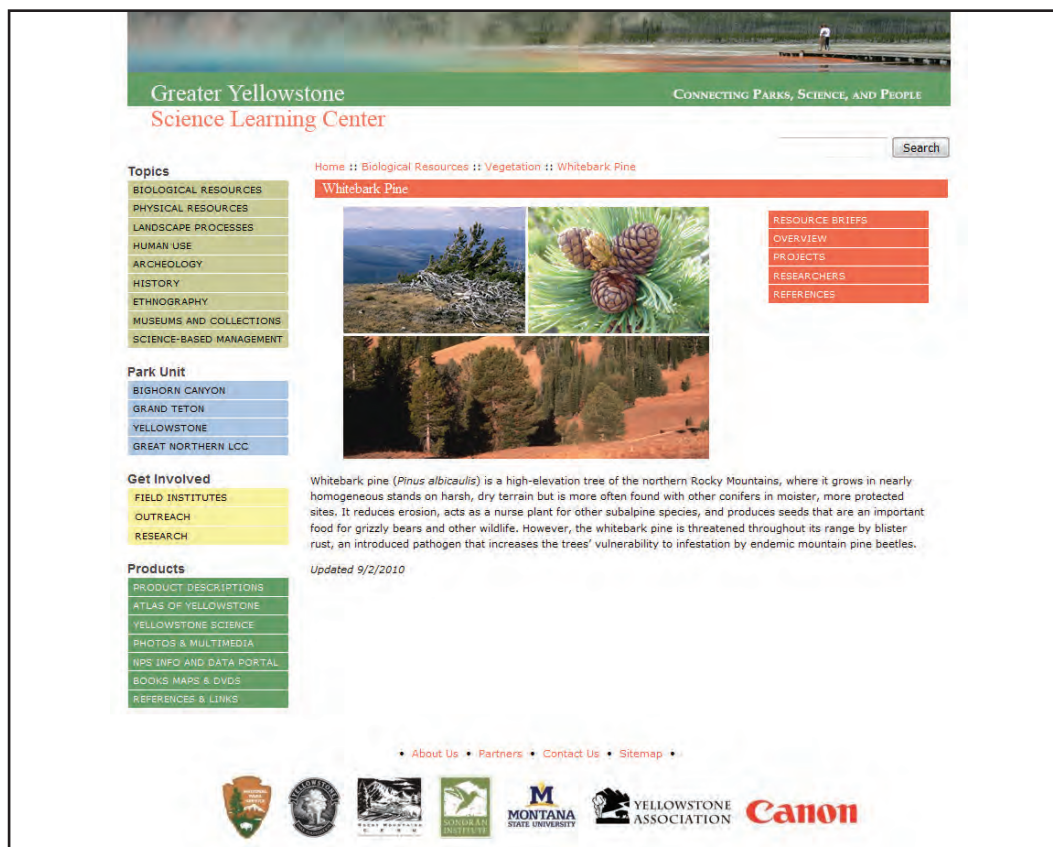 Greater Yellowstone
CONNECTING PARKS, SCIENCE, AND PEOPLE
Science Learning Center
Search
Topics
BIOLOGICAL RESOURCES
PHYSICAL RESOURCES
LANDSCAPE PROCESSES
HUMAN USE
ARCHEOLOGY
HISTORY
ETHNOGRAPHY
MUSEUMS AND COLLECTIONS
SCIENCE-BASED MANAGEMENT
Park Unit
BIGHORN CANYON
GRAND TETON
YELLOWSTONE
GREAT NORTHERN LCC
Get Involved
FIELD INSTITUTES
OUTREACH
RESEARCH
Products
PRODUCT DESCRIPTIONS
ATLAS OF YELLOWSTONE
YELLOWSTONE SCIENCE
PHOTOS & MULTIMEDIA
NPS INFO AND DATA PORTAL
BOOKS MAPS & DVDS
REFERENCES & LINKS
Home :: Biological Resources :: Vegetation :: Whitebark Pine
Whitebark Pine
RESOURCE BRIEFS
OVERVIEW
PROJECTS
RESEARCHERS
REFERENCES
Whitebark pine (Pinus albicaulis) is a high-elevation tree of the northern Rocky Mountains, where it grows in nearly
homogeneous stands on harsh, dry terrain but is more often found with other conifers in moister, more protected
sites. It reduces erosion, acts as a nurse plant for other subalpine species, and produces seeds that are an important
food for grizzly bears and other wildlife. However, the whitebark pine is threatened throughout its range by blister
rust, an introduced pathogen that increases the trees' vulnerability to infestation by endemic mountain pine beetles.
Updated 9/2/2010
• About Us • Partners • Contact Us • Sitemap •
NATIONAL
PARK
SERVICE
YELLOWSTONE
ROCKY MOUNTAINS
CESU
SONORAN
INSTITUTE
M
MONTANA
STATE UNIVERSITY
YELLOWSTONE
ASSOCIATION
Canon